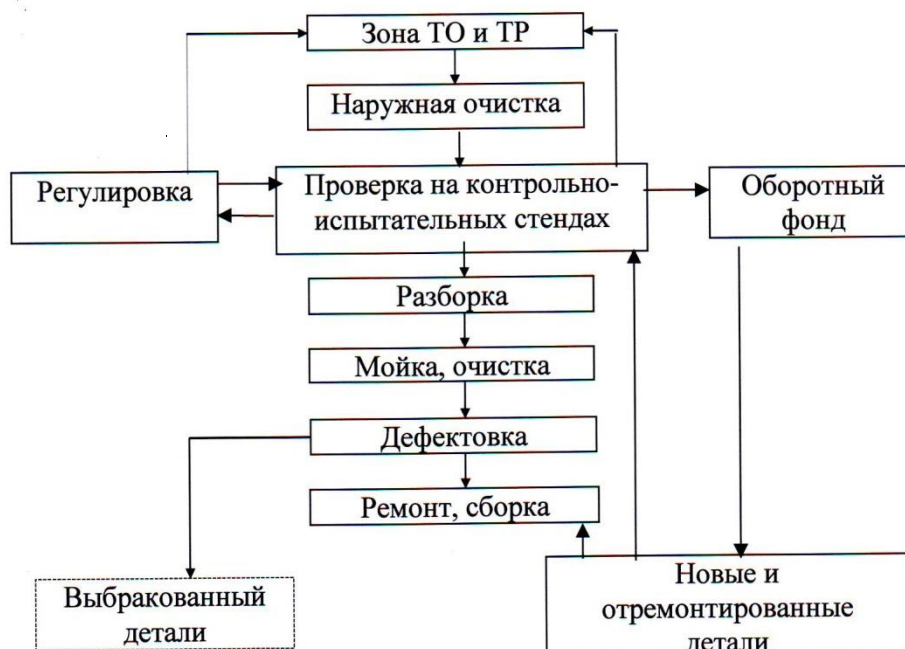 Зона ТО и ТР
Наружная очистка
Регулировка
Проверка на контрольно-
испытательных стендах
Оборотный
фонд
Разборка
Мойка, очистка
Дефектовка
Ремонт, сборка
Выбракованный
детали
Новые и
отремонтированные
детали